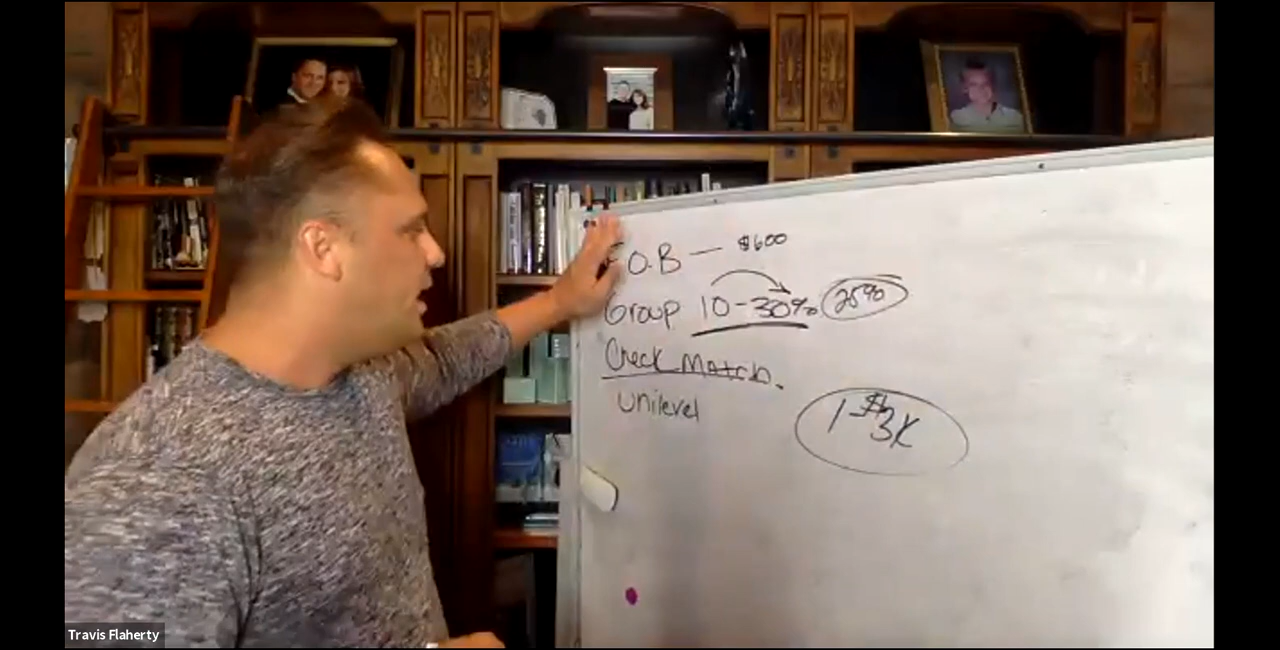 F.O.B — $600
Group 10-30% 25%
Check Match.
Unilevel
1 $3K
Travis Flaherty